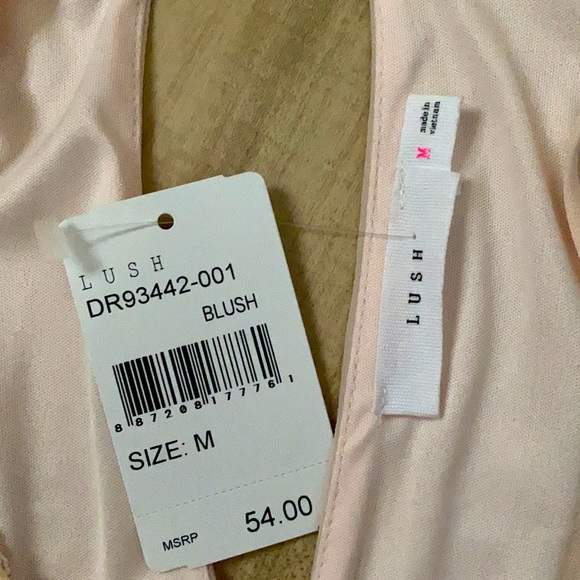 LUSH
DR93442-001
BLUSH
887208177761
SIZE: M
MSRP 54.00
M
made in
vietnam
LUSH